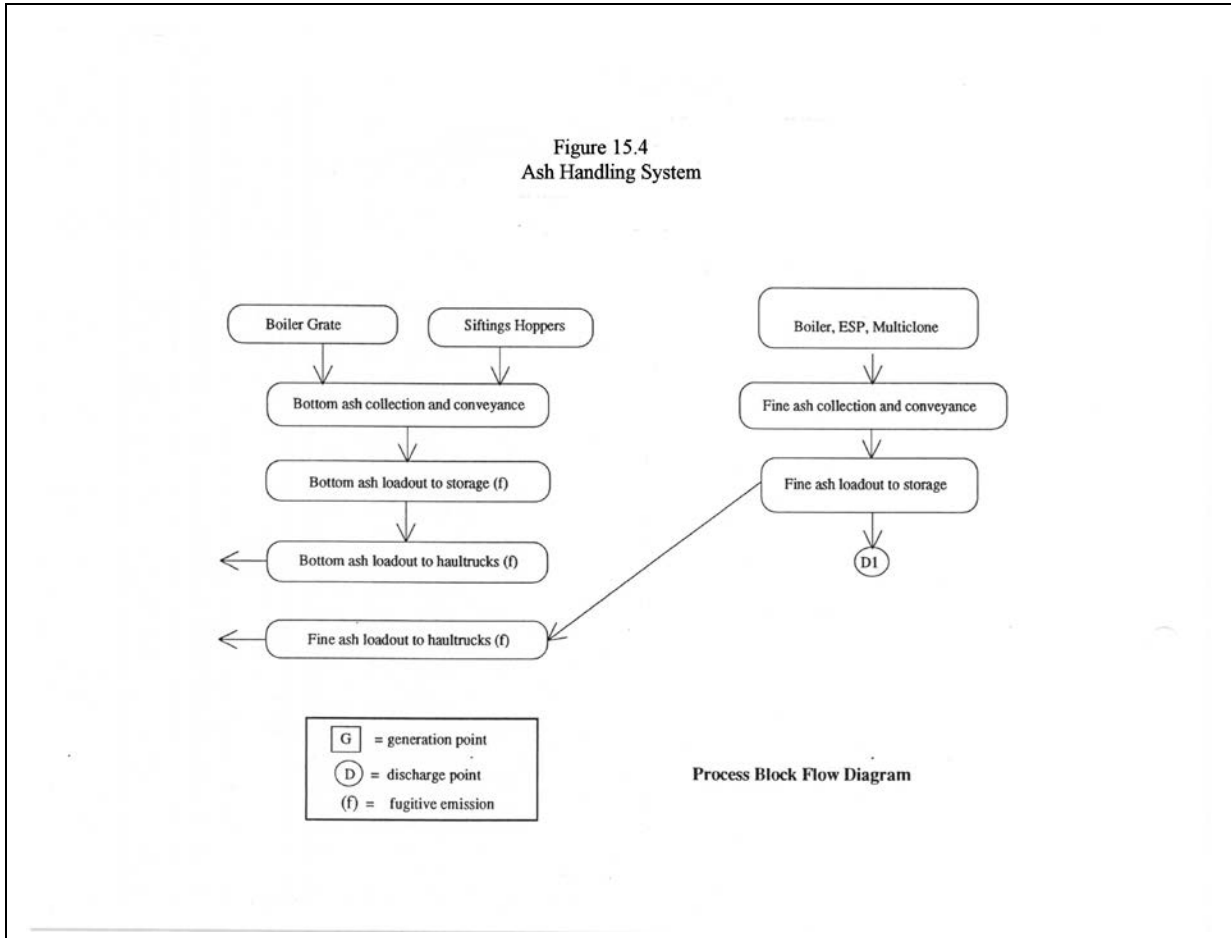 Figure 15.4
Ash Handling System
Boiler Grate
Siftings Hoppers
Boiler, ESP, Multiclone
Bottom ash collection and conveyance
Fine ash collection and conveyance
Bottom ash loadout to storage (f)
Fine ash loadout to storage
Bottom ash loadout to haultrucks (f)
D1
Fine ash loadout to haultrucks (f)
G = generation point
D = discharge point
(f) = fugitive emission
Process Block Flow Diagram